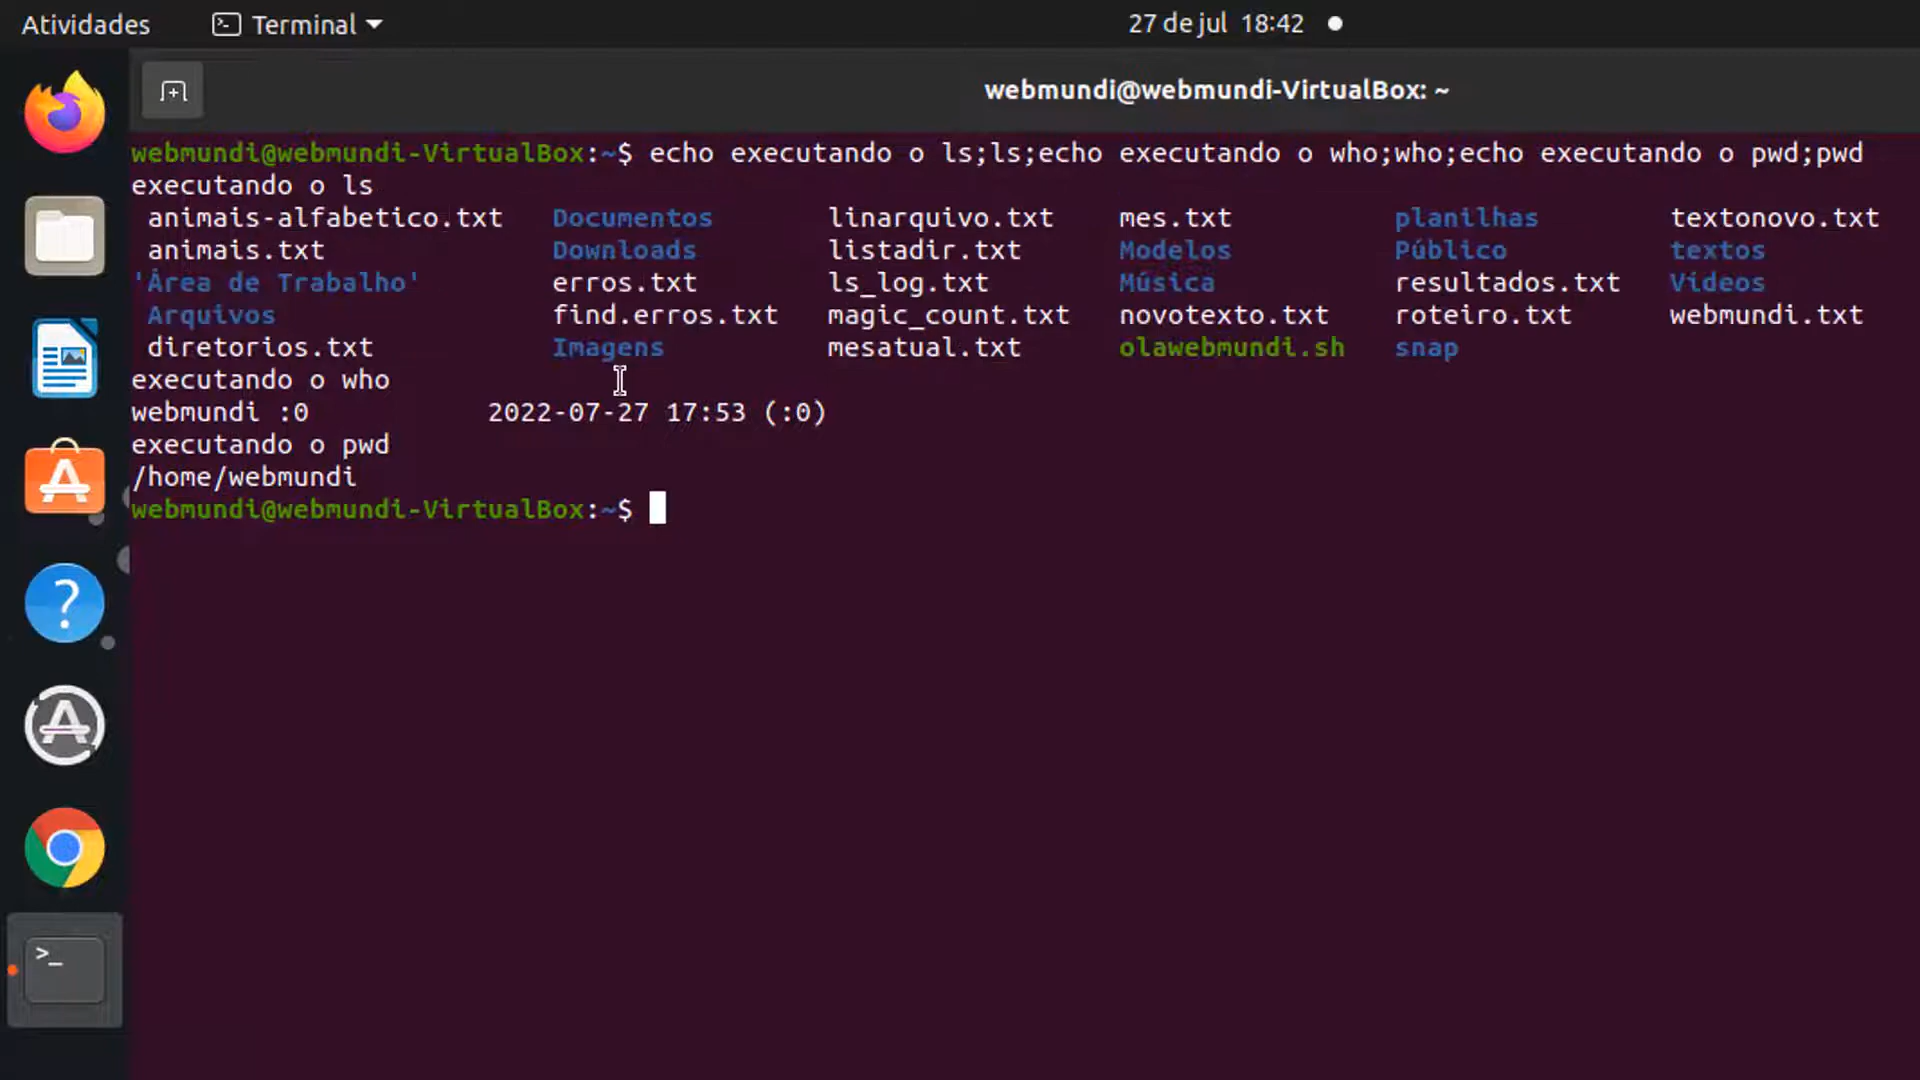 Atividades Terminal 27 de jul 18:42
webmundi@webmundi-VirtualBox: ~
webmundi@webmundi-VirtualBox:~$ echo executando o ls;ls;echo executando o who;who;echo executando o pwd;pwd
executando o ls
animais-alfabetico.txt Documentos linarquivo.txt mes.txt planilhas textonovo.txt
animais.txt Downloads listadir.txt Modelos Público textos
'Área de Trabalho' erros.txt ls_log.txt Música resultados.txt Vídeos
Arquivos find.erros.txt magic_count.txt novotexto.txt roteiro.txt webmundi.txt
diretorios.txt Imagens mesatual.txt olawebmundi.sh snap
executando o who
webmundi :0 2022-07-27 17:53 (:0)
executando o pwd
/home/webmundi
webmundi@webmundi-VirtualBox:~$